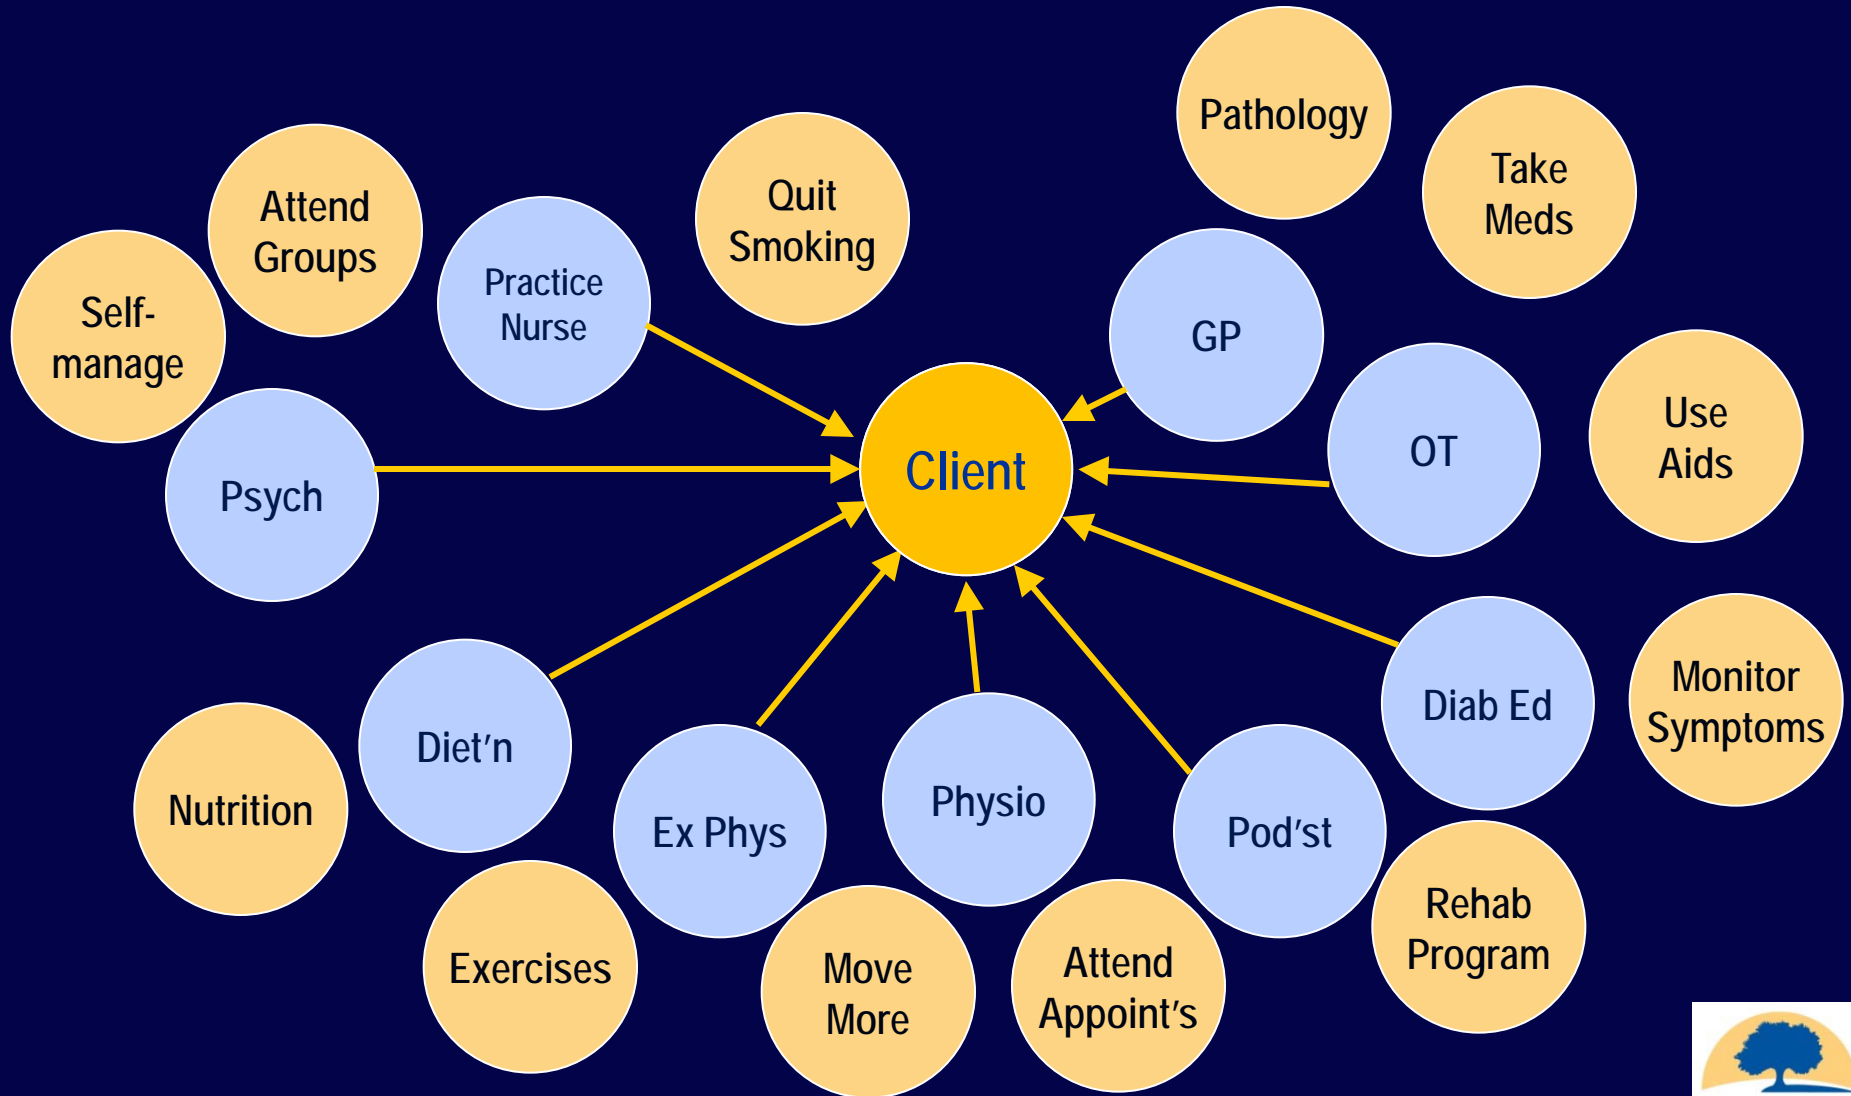 Pathology
Take
Meds
Attend
Groups
Quit
Smoking
Self-
manage
Practice
Nurse
GP
Use
Aids
OT
Client
Psych
Monitor
Symptoms
Diab Ed
Diet'n
Nutrition
Ex Phys
Physio
Pod'st
Rehab
Program
Exercises
Move
More
Attend
Appoint's